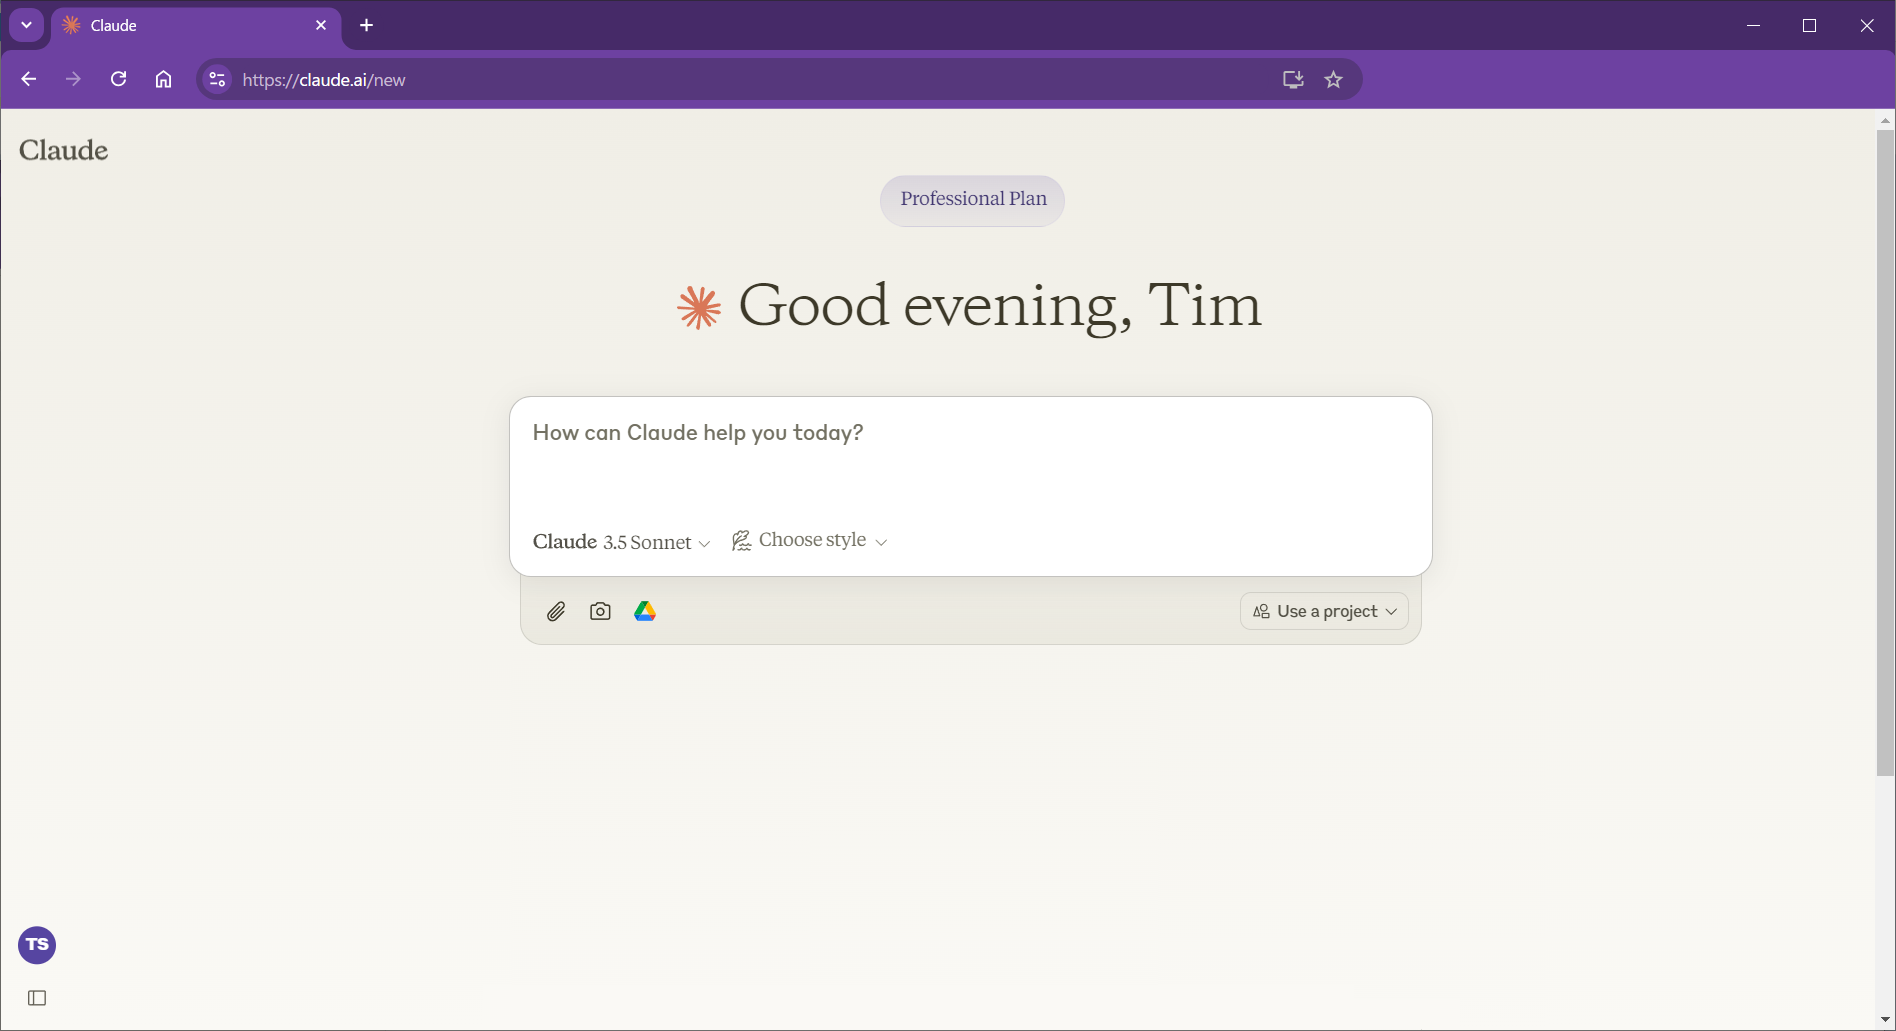 Claude
https://claude.ai/new
Claude
Professional Plan
Good evening, Tim
How can Claude help you today?
Claude 3.5 Sonnet
Choose style
Use a project
TS